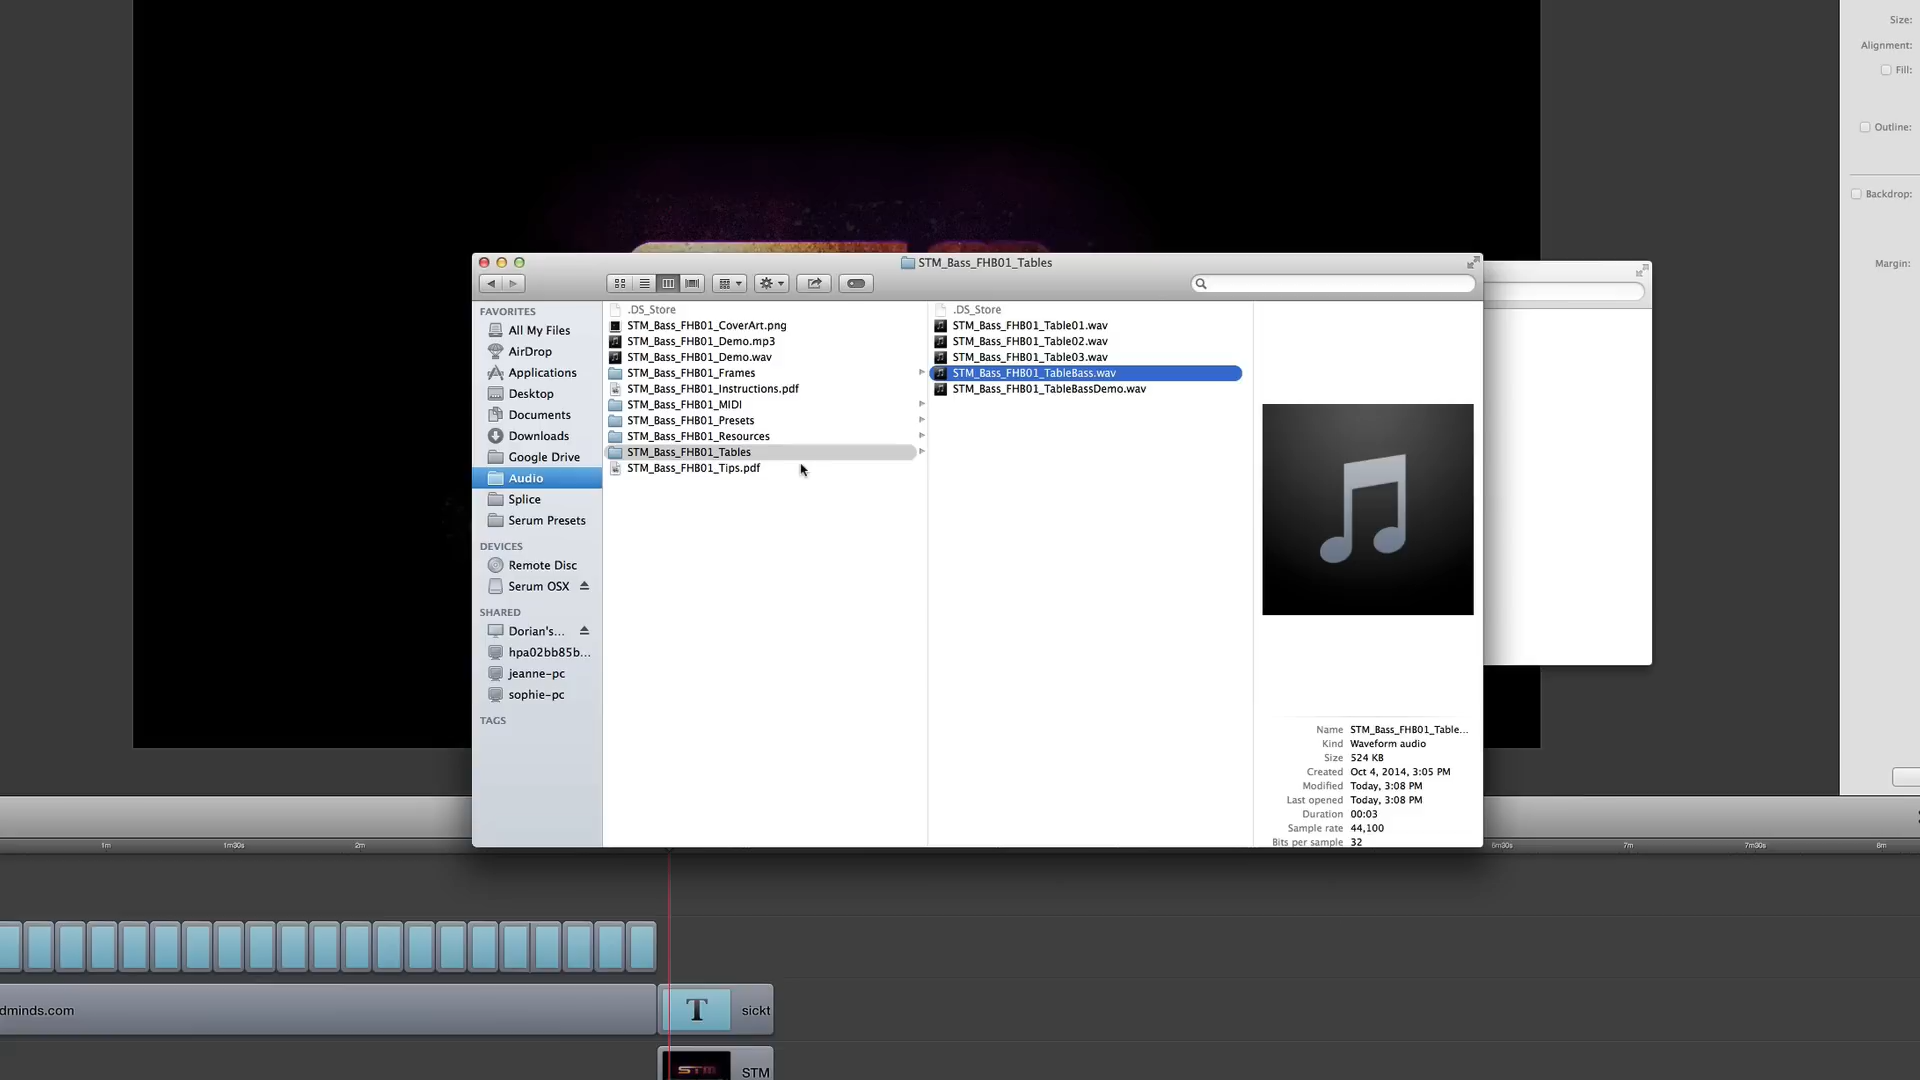 Size:
Alignment:
Fill:
Outline:
Backdrop:
Margin:
STM_Bass_FHB01_Tables
FAVORITES
All My Files
AirDrop
Applications
Desktop
Documents
Downloads
Google Drive
Audio
Splice
Serum Presets
DEVICES
Remote Disc
Serum OSX
SHARED
Dorian's...
hpa02bb85b...
jeanne-pc
sophie-pc
TAGS
.DS_Store
STM_Bass_FHB01_CoverArt.png
STM_Bass_FHB01_Demo.mp3
STM_Bass_FHB01_Demo.wav
STM_Bass_FHB01_Frames
STM_Bass_FHB01_Instructions.pdf
STM_Bass_FHB01_MIDI
STM_Bass_FHB01_Presets
STM_Bass_FHB01_Resources
STM_Bass_FHB01_Tables
STM_Bass_FHB01_Tips.pdf
.DS_Store
STM_Bass_FHB01_Table01.wav
STM_Bass_FHB01_Table02.wav
STM_Bass_FHB01_Table03.wav
STM_Bass_FHB01_TableBass.wav
STM_Bass_FHB01_TableBassDemo.wav
Name STM_Bass_FHB01_Table...
Kind Waveform audio
Size 524 KB
Created Oct 4, 2014, 3:05 PM
Modified Today, 3:08 PM
Last opened Today, 3:08 PM
Duration 00:03
Sample rate 44,100
Bits per sample 32
1m 1m30s 2m 6m30s 7m 7m30s 8m
dminds.com
T sickt
STM STM